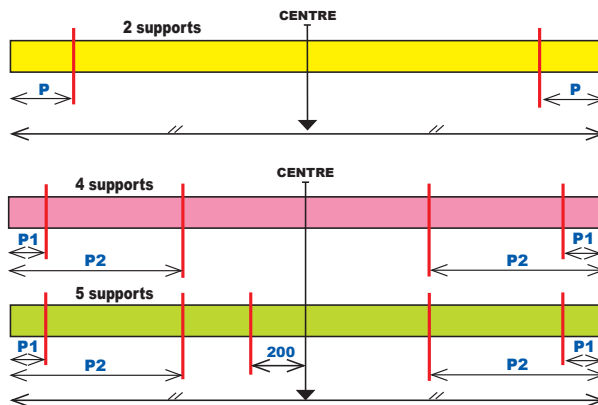 CENTRE
2 supports
P P
CENTRE
4 supports
P1 P1
P2 P2
5 supports
P1 200 P1
P2 P2